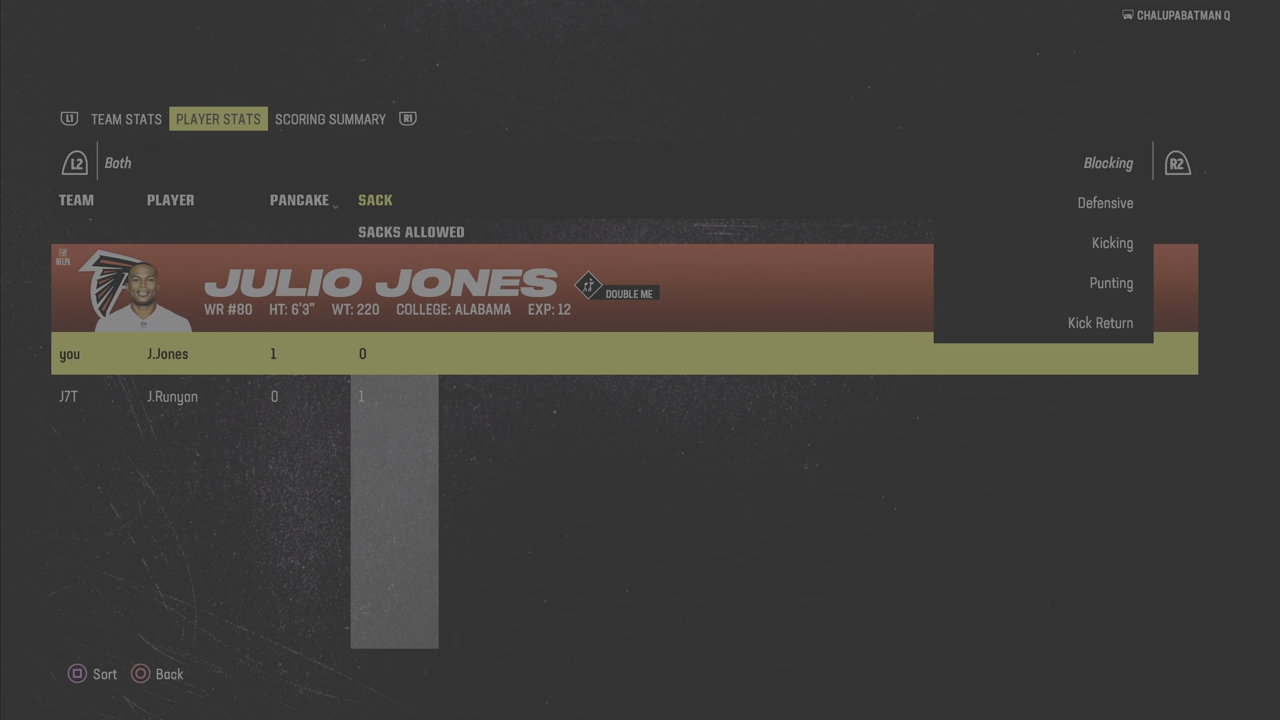 CHALUPABATMAN Q
L1 TEAM STATS PLAYER STATS SCORING SUMMARY R1
L2 Both Blocking R2
TEAM PLAYER PANCAKE SACK
Defensive
SACKS ALLOWED
Kicking
NFLPA
JULIO JONES DOUBLE ME
Punting
WR #80 HT: 6'3" WT: 220 COLLEGE: ALABAMA EXP: 12
Kick Return
you J.Jones 1 0
J7T J.Runyan 0 1
Sort Back